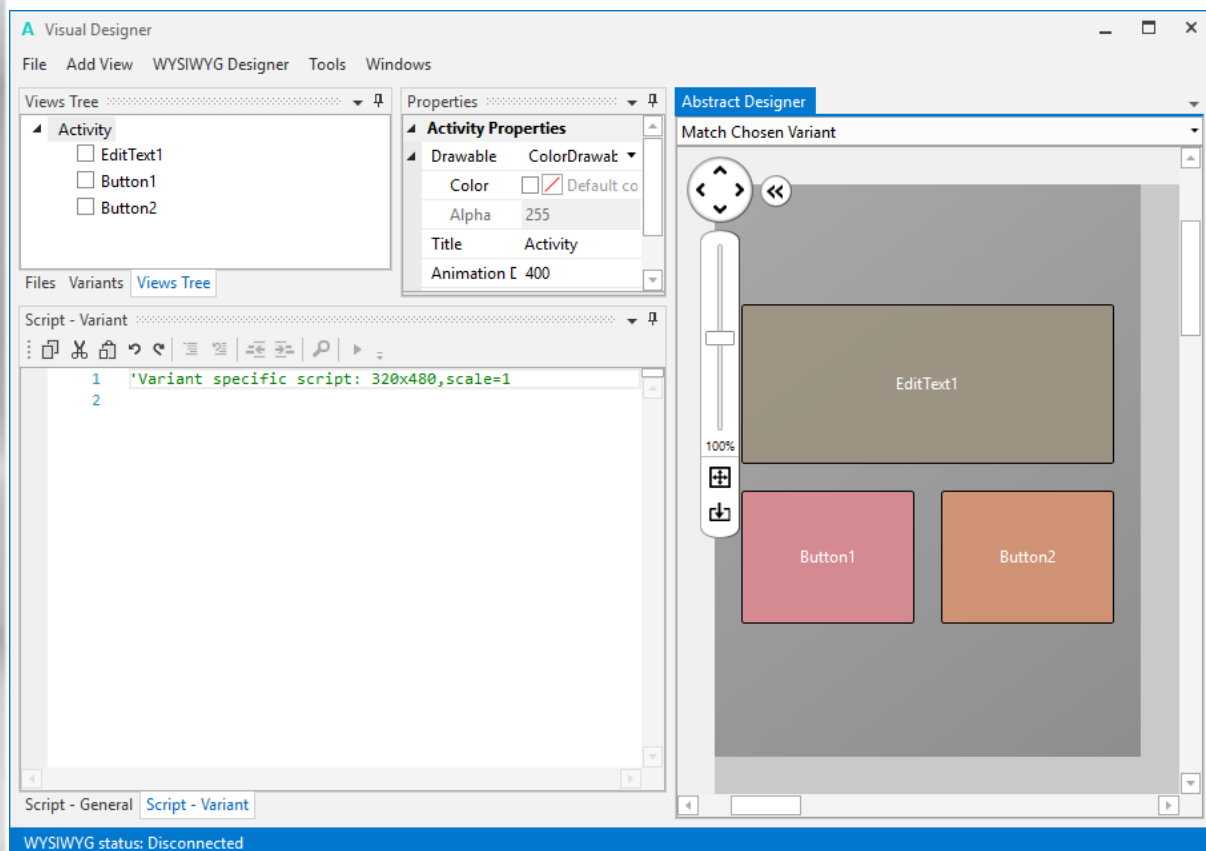 Visual Designer
File Add View WYSIWYG Designer Tools Windows
Views Tree
Activity
EditText1
Button1
Button2
Files Variants Views Tree
Properties
Activity Properties
Drawable ColorDrawab
Color Default co
Alpha 255
Title Activity
Animation D 400
Script - Variant
1 'Variant specific script: 320x480,scale=1
2
Script - General Script - Variant
Abstract Designer
Match Chosen Variant
100%
EditText1
Button1
Button2
WYSIWYG status: Disconnected